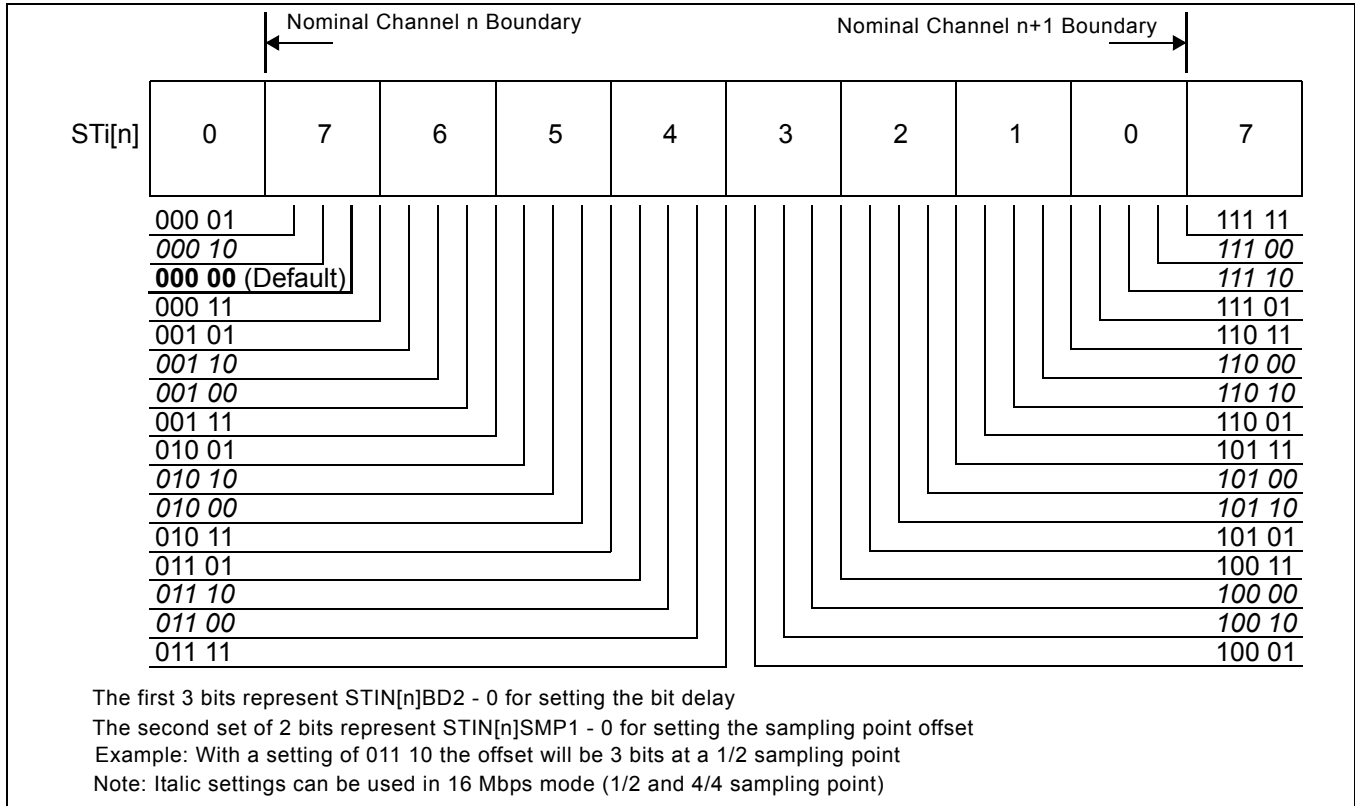 Nominal Channel n Boundary
Nominal Channel n+1 Boundary
STi[n] 0 7 6 5 4 3 2 1 0 7
000 01 111 11
000 10 111 00
000 00 (Default) 111 10
000 11 111 01
001 01 110 11
001 10 110 00
001 00 110 10
001 11 110 01
010 01 101 11
010 10 101 00
010 00 101 10
010 11 101 01
011 01 100 11
011 10 100 00
011 00 100 10
011 11 100 01
The first 3 bits represent STIN[n]BD2 - 0 for setting the bit delay
The second set of 2 bits represent STIN[n]SMP1 - 0 for setting the sampling point offset
Example: With a setting of 011 10 the offset will be 3 bits at a 1/2 sampling point
Note: Italic settings can be used in 16 Mbps mode (1/2 and 4/4 sampling point)